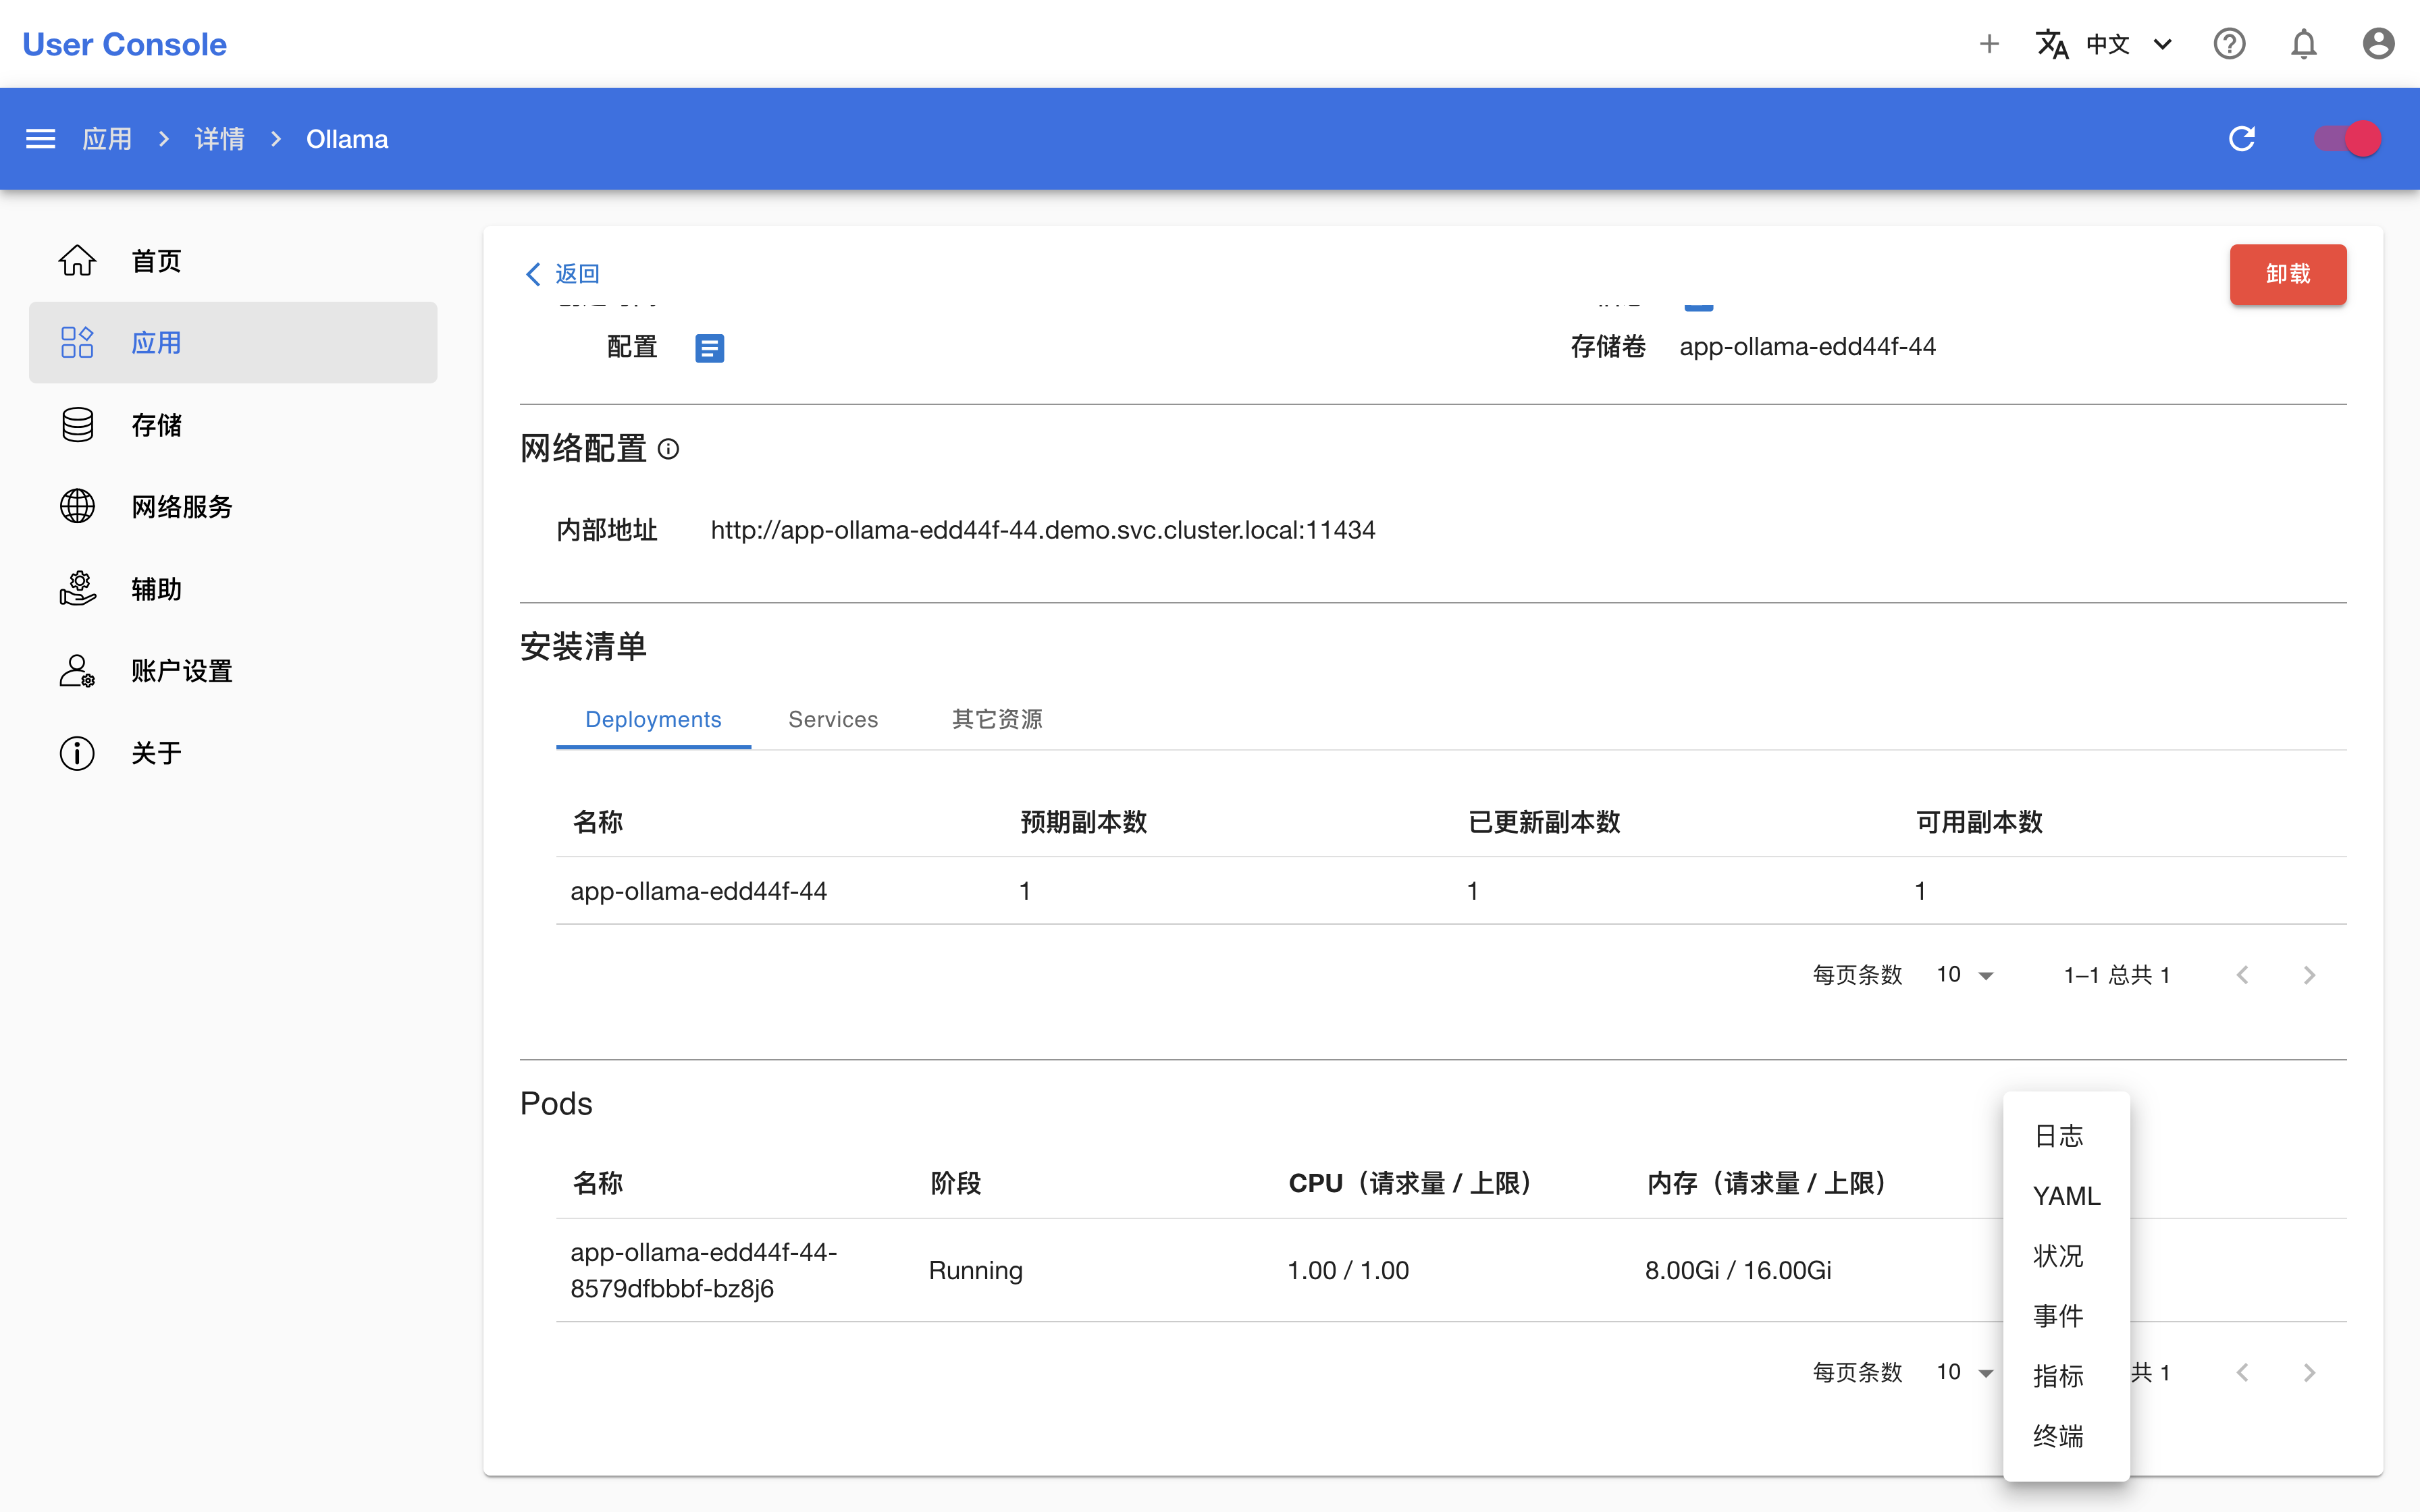 User Console
中文
应用 详情 Ollama
首页
应用
存储
网络服务
辅助
账户设置
关于
返回
卸载
配置
存储卷 app-ollama-edd44f-44
网络配置
内部地址 http://app-ollama-edd44f-44.demo.svc.cluster.local:11434
安装清单
Deployments Services 其它资源
名称 预期副本数 已更新副本数 可用副本数
app-ollama-edd44f-44 1 1 1
每页条数 10 1–1 总共 1
Pods
名称 阶段 CPU（请求量 / 上限） 内存（请求量 / 上限）
app-ollama-edd44f-44-
8579dfbbbf-bz8j6
Running 1.00 / 1.00 8.00Gi / 16.00Gi
每页条数 10 共 1
日志
YAML
状况
事件
指标
终端